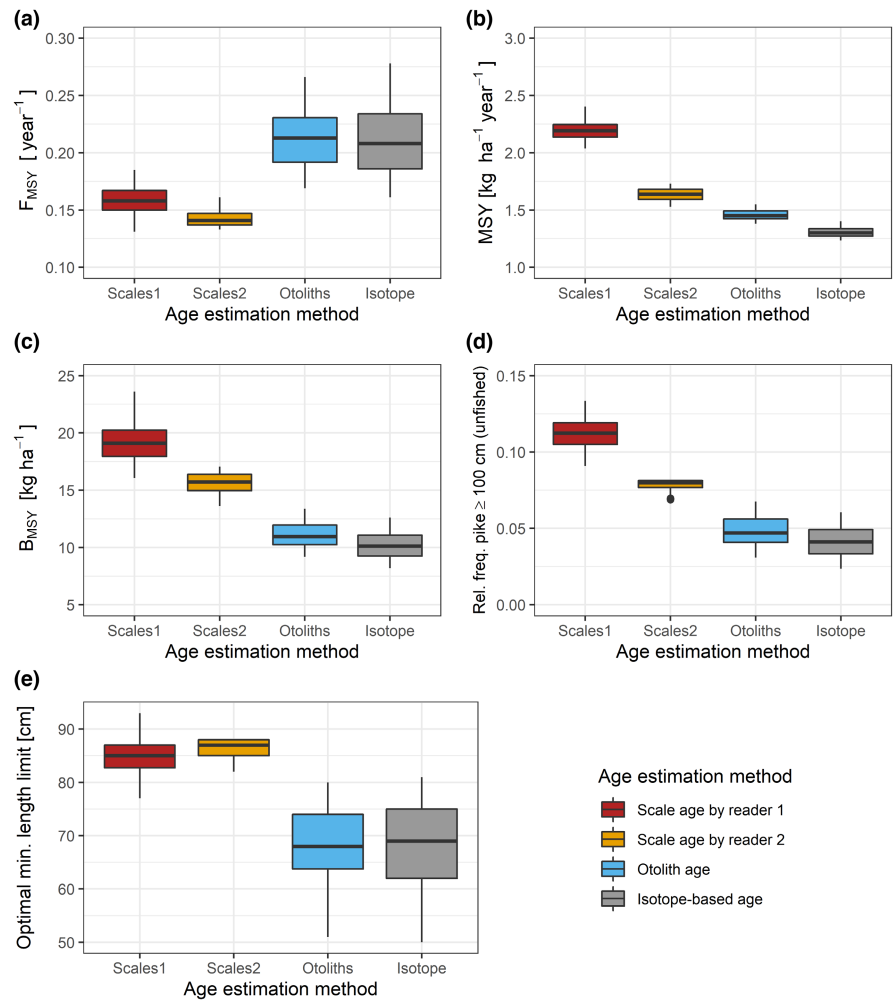 (a)
F_MSY [ year⁻¹ ]
0.30
0.25
0.20
0.15
0.10
Scales1 Scales2 Otoliths Isotope
Age estimation method
(b)
MSY [kg ha⁻¹ year⁻¹ ]
3.0
2.5
2.0
1.5
1.0
Scales1 Scales2 Otoliths Isotope
Age estimation method
(c)
B_MSY [kg ha⁻¹ ]
25
20
15
10
5
Scales1 Scales2 Otoliths Isotope
Age estimation method
(d)
Rel. freq. pike ≥ 100 cm (unfished)
0.15
0.10
0.05
0.00
Scales1 Scales2 Otoliths Isotope
Age estimation method
(e)
Optimal min. length limit [cm]
90
80
70
60
50
Scales1 Scales2 Otoliths Isotope
Age estimation method
Age estimation method
Scale age by reader 1
Scale age by reader 2
Otolith age
Isotope-based age